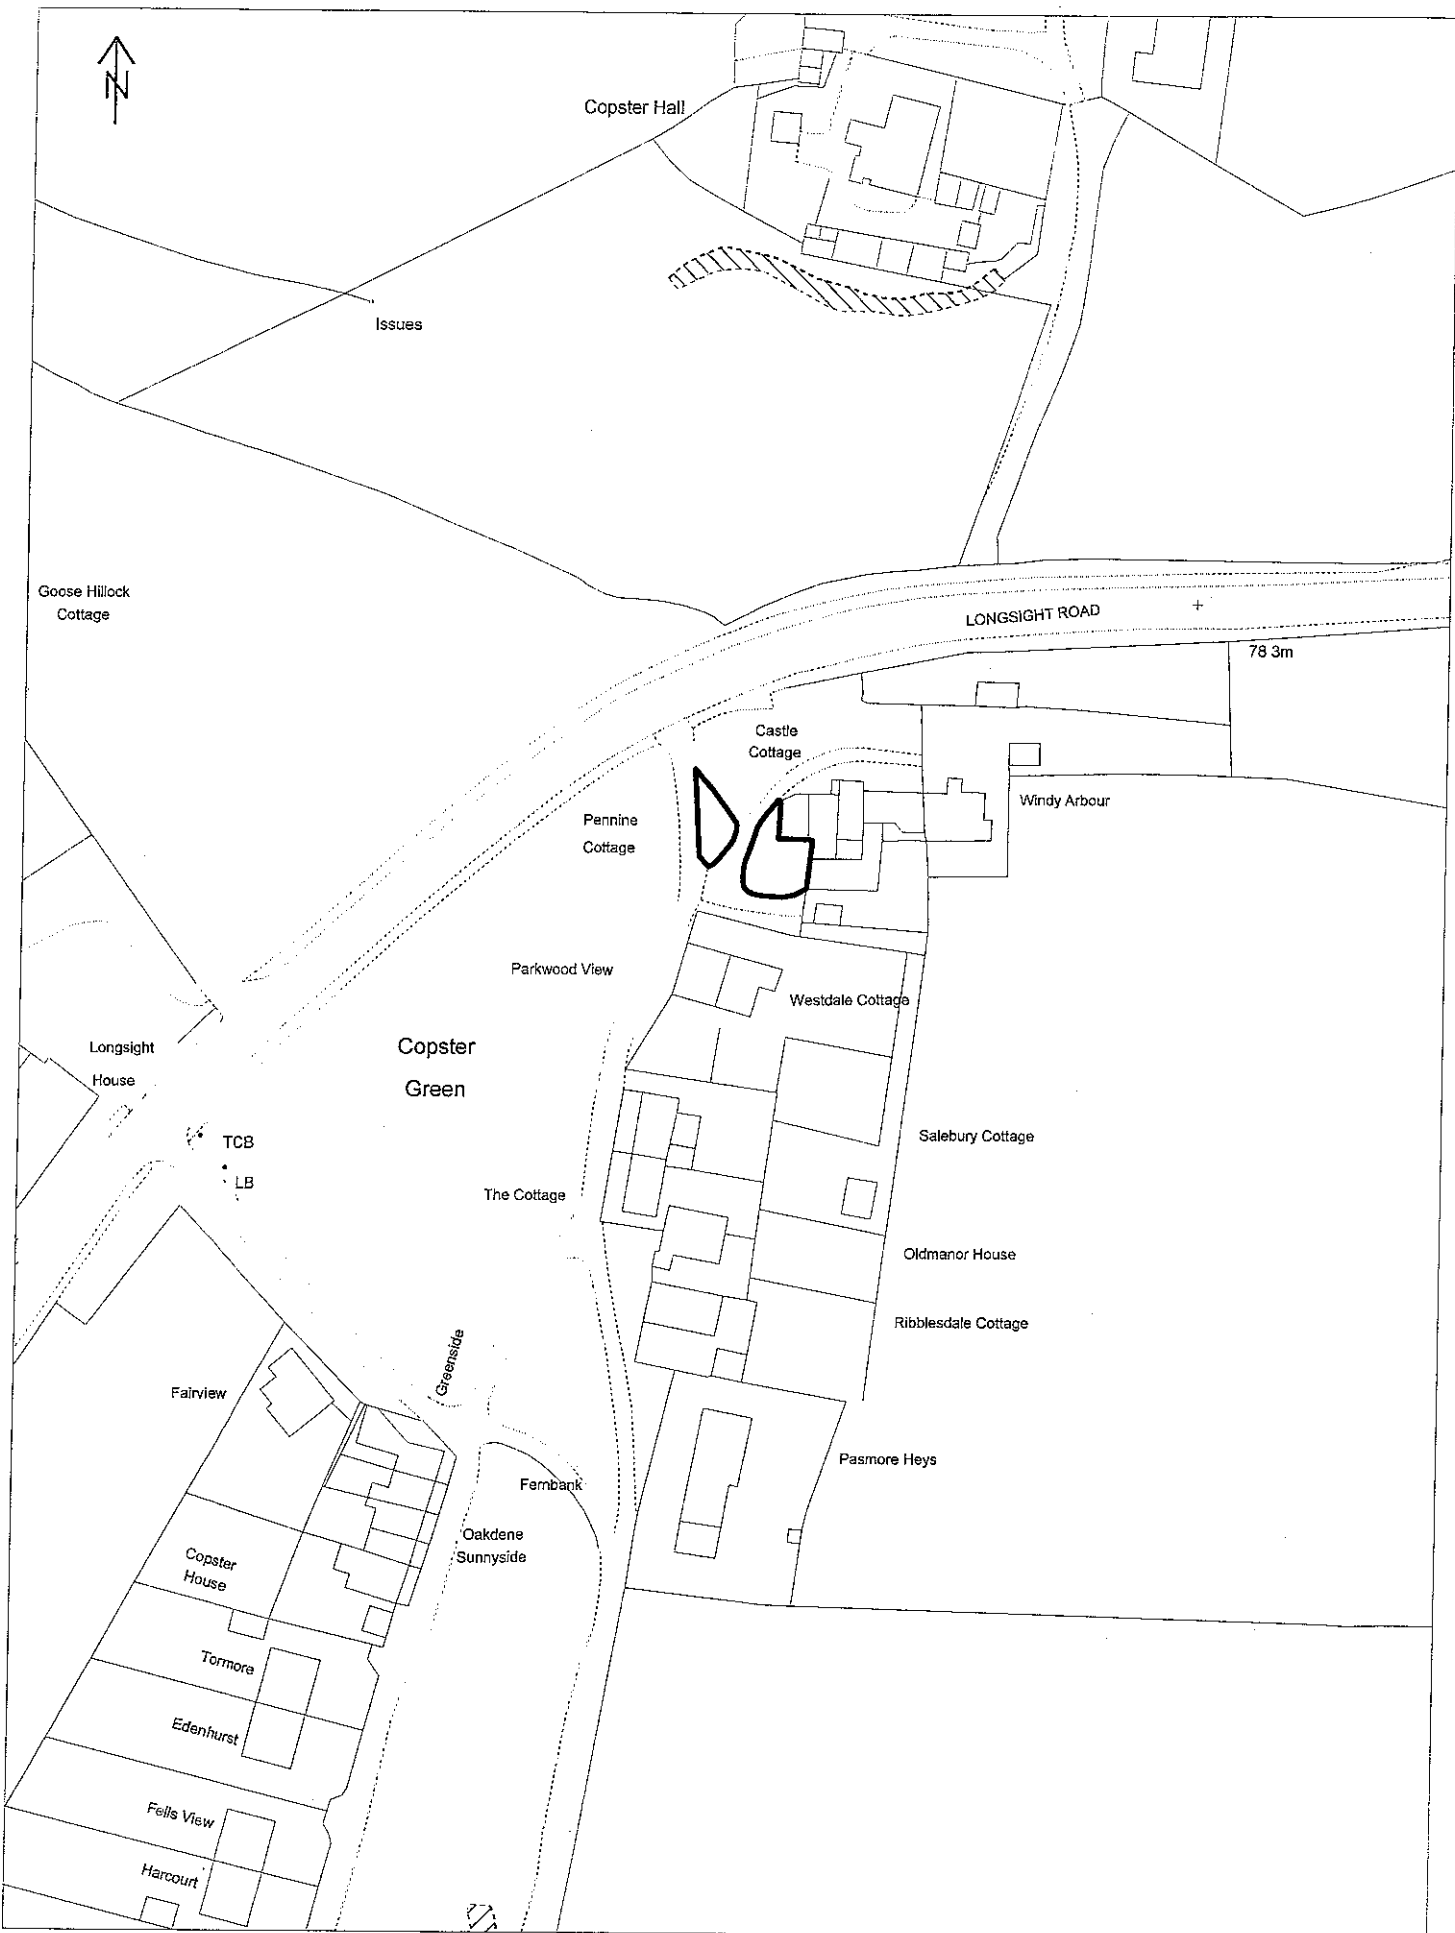 N
Copster Hall
Issues
Goose Hillock
Cottage
LONGSIGHT ROAD
78 3m
Castle
Cottage
Windy Arbour
Pennine
Cottage
Parkwood View
Westdale Cottage
Copster
Green
Longsight
House
TCB
LB
Salebury Cottage
The Cottage
Oldmanor House
Ribblesdale Cottage
Greenside
Fairview
Pasmore Heys
Fernbank
Oakdene
Sunnyside
Copster
House
Tormore
Edenhurst
Fells View
Harcourt